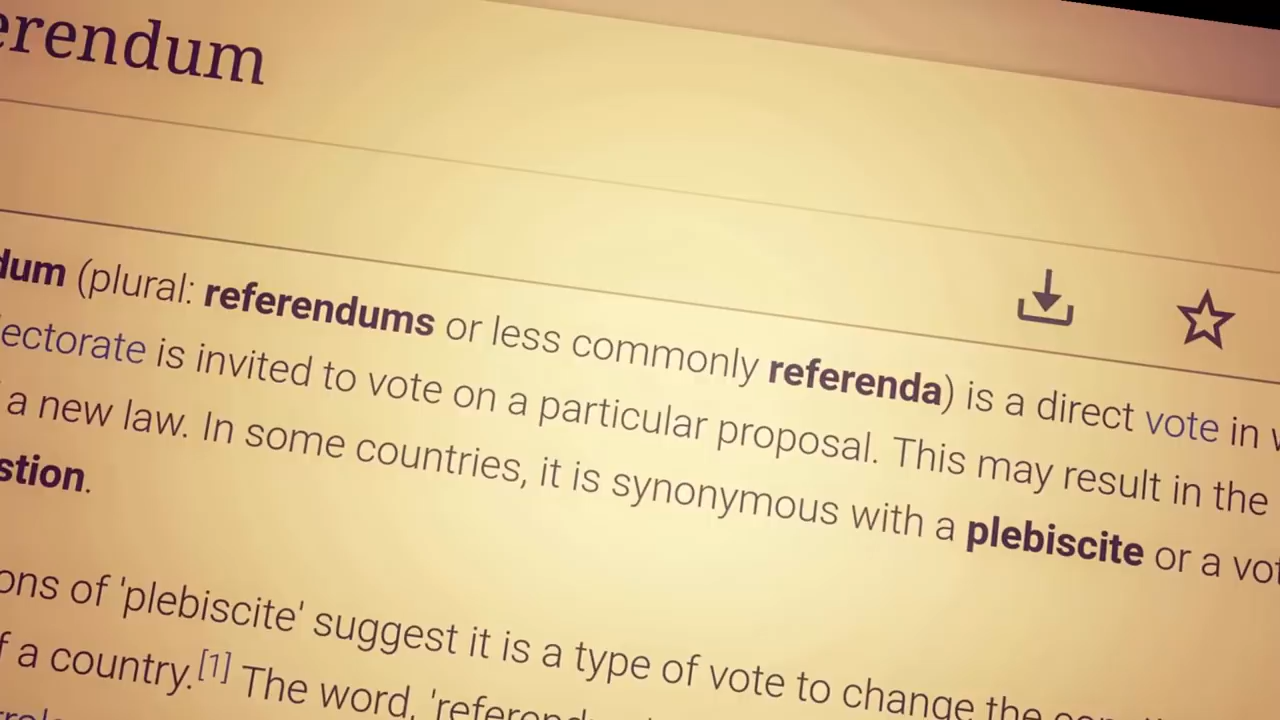 erendum
dum (plural: referendums or less commonly referenda) is a direct vote in
lectorate is invited to vote on a particular proposal. This may result in the
a new law. In some countries, it is synonymous with a plebiscite or a vot
stion.
ons of 'plebiscite' suggest it is a type of vote to change the
f a country.[1] The word, 'referend